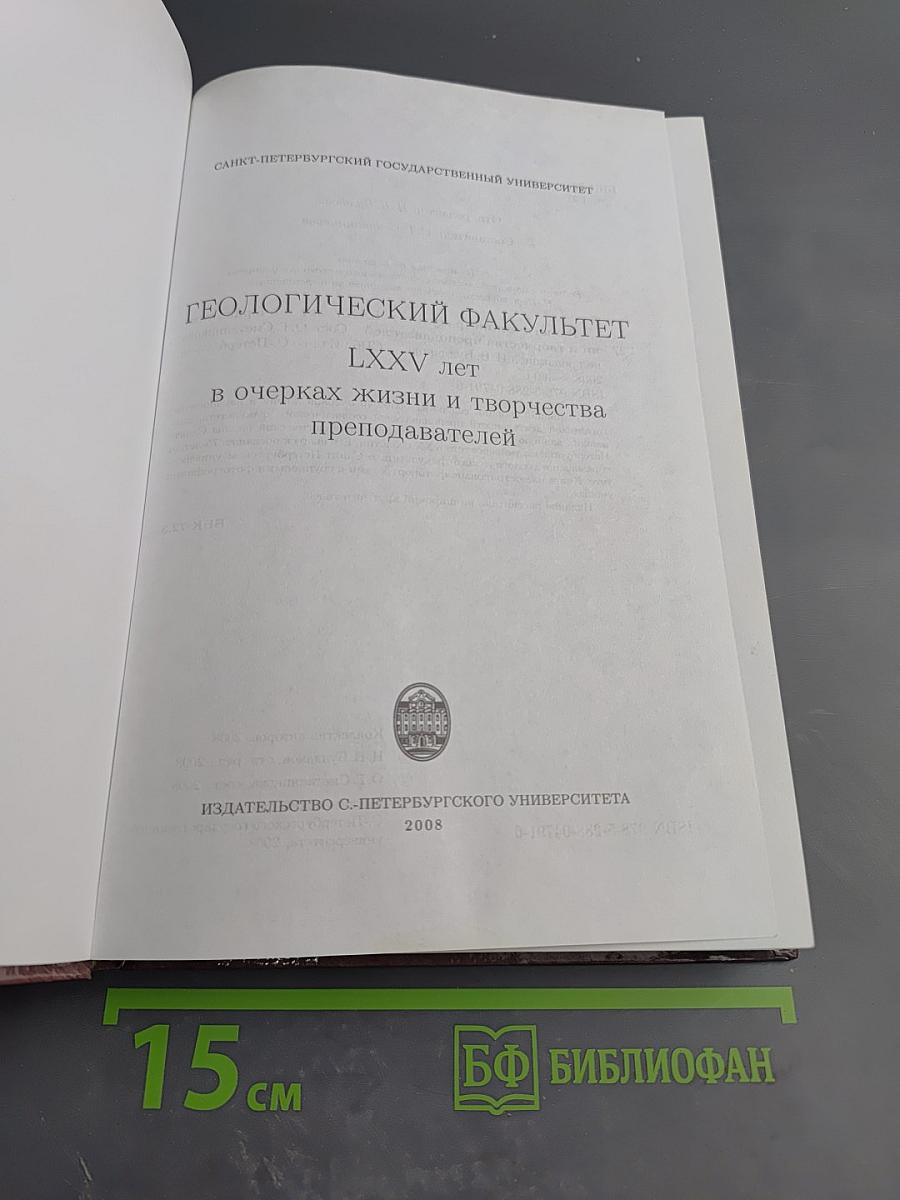 САНКТ-ПЕТЕРБУРГСКИЙ ГОСУДАРСТВЕННЫЙ УНИВЕРСИТЕТ
ГЕОЛОГИЧЕСКИЙ ФАКУЛЬТЕТ
LXXV лет
в очерках жизни и творчества
преподавателей
ИЗДАТЕЛЬСТВО С.-ПЕТЕРБУРГСКОГО УНИВЕРСИТЕТА
2008
15 см
БФ БИБЛИОФАН